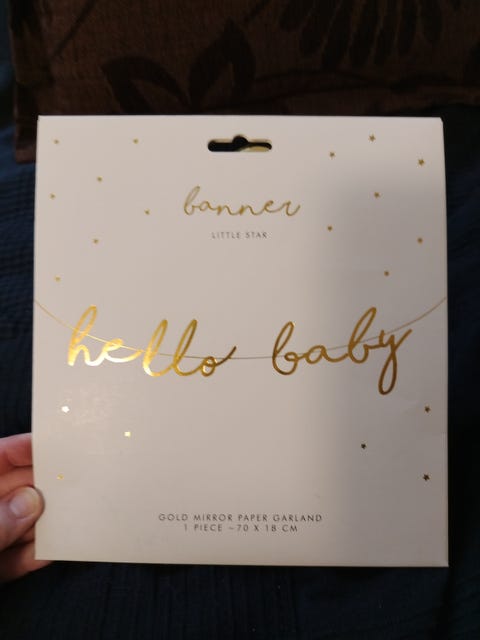 banner
LITTLE STAR
hello baby
GOLD MIRROR PAPER GARLAND
1 PIECE ~70 X 18 CM